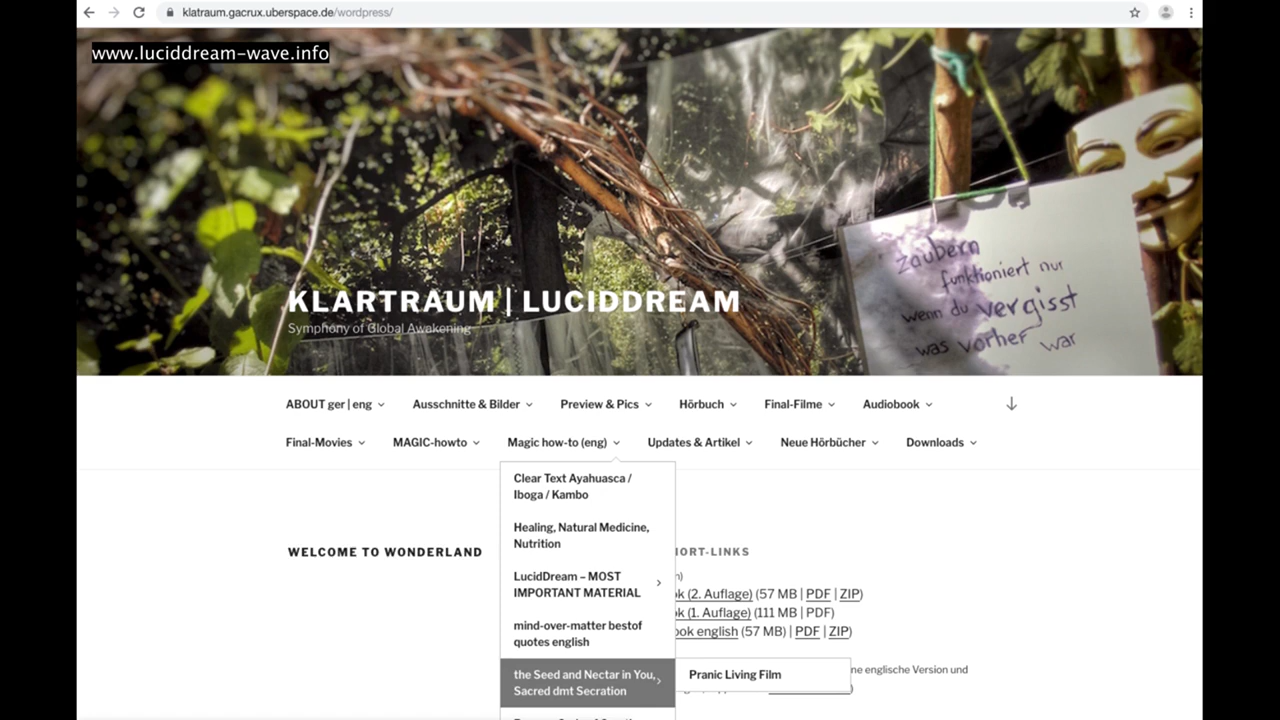 klatraum.gacrux.uberspace.de/wordpress/
www.luciddream-wave.info
zaubern
funktioniert nur
wenn du vergisst
was vorher war
KLARTRAUM | LUCIDDREAM
Symphony of Global Awakening
ABOUT ger | eng
Ausschnitte & Bilder
Preview & Pics
Hörbuch
Final-Filme
Audiobook
Final-Movies
MAGIC-howto
Magic how-to (eng)
Updates & Artikel
Neue Hörbücher
Downloads
Clear Text Ayahuasca /
Iboga / Kambo
Healing, Natural Medicine,
Nutrition
LucidDream – MOST
IMPORTANT MATERIAL
mind-over-matter bestof
quotes english
the Seed and Nectar in You,
Sacred dmt Secration
Pranic Living Film
WELCOME TO WONDERLAND
ORT-LINKS
n)
ok (2. Auflage) (57 MB | PDF | ZIP)
ok (1. Auflage) (111 MB | PDF)
ook english (57 MB) | PDF | ZIP)
ne englische Version und